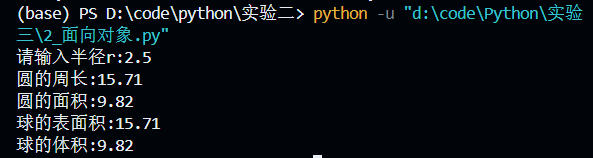 (base) PS D:\code\python\实验二> python -u "d:\code\Python\实验
三\2_面向对象.py"
请输入半径r:2.5
圆的周长:15.71
圆的面积:9.82
球的表面积:15.71
球的体积:9.82